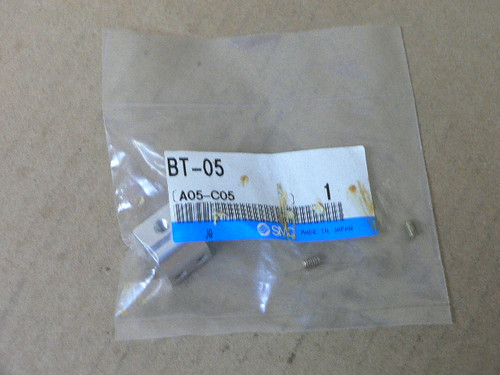 BT-05
(A05-C05
1
SMC MADE IN JAPAN